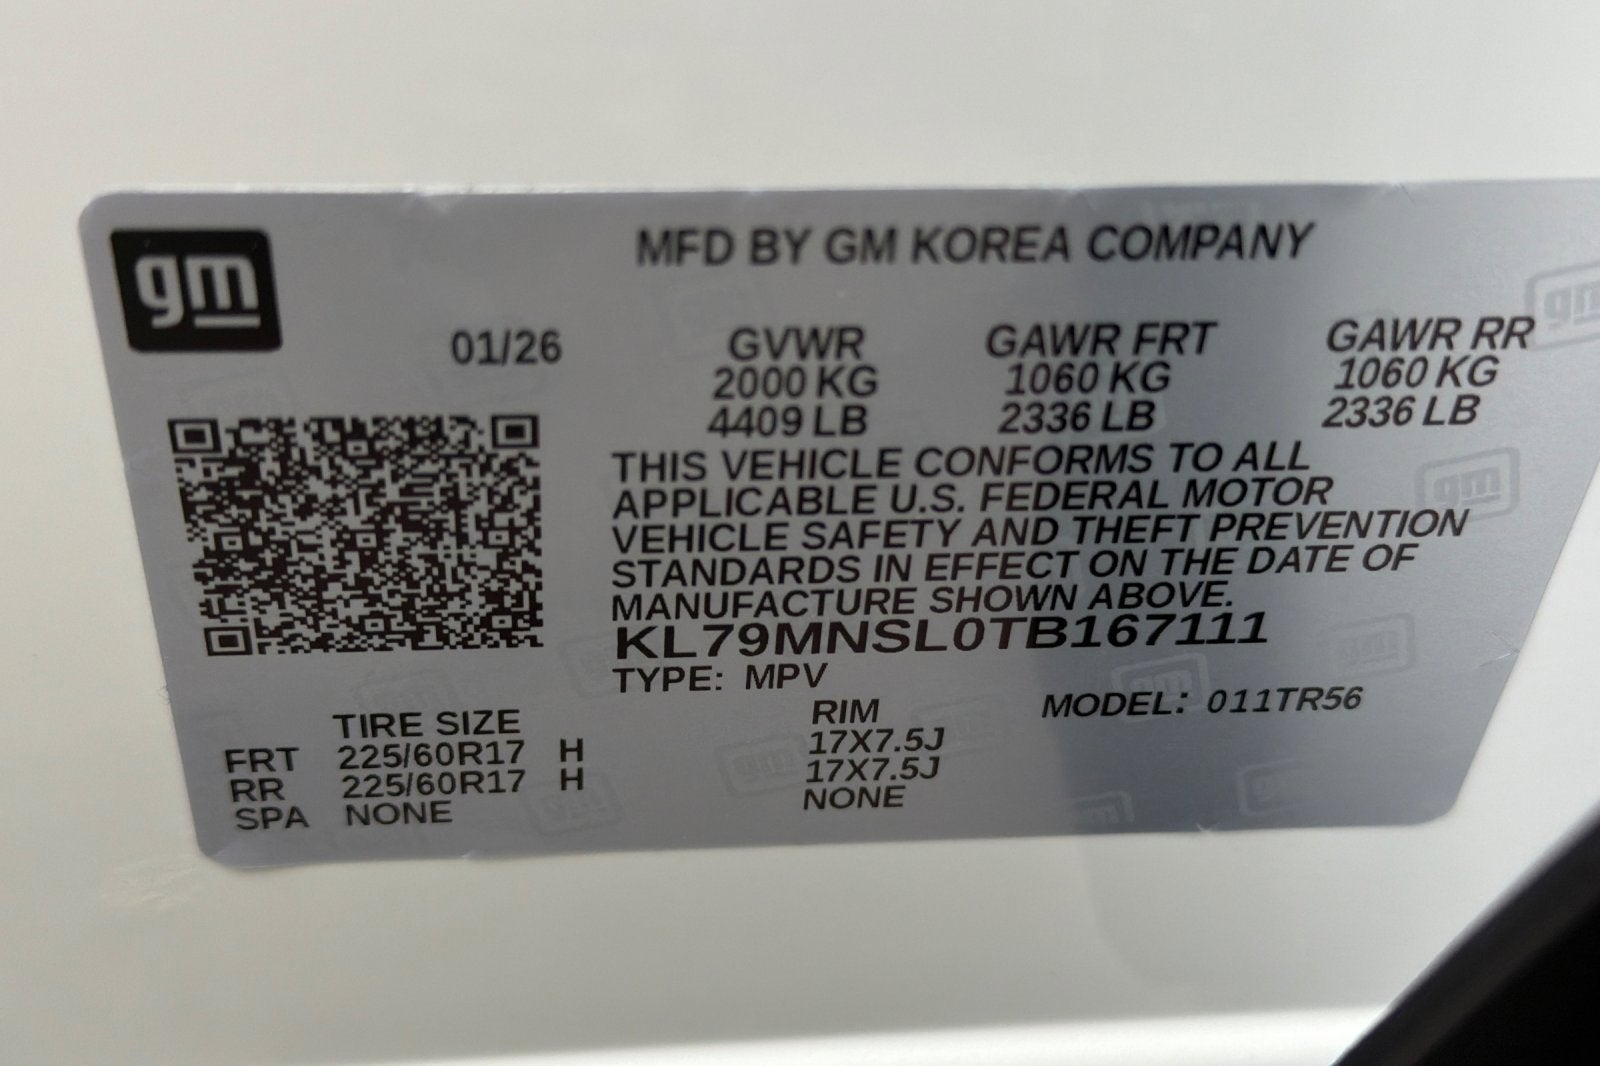 gm
MFD BY GM KOREA COMPANY
01/26
GVWR GAWR FRT GAWR RR
2000 KG 1060 KG 1060 KG
4409 LB 2336 LB 2336 LB
THIS VEHICLE CONFORMS TO ALL
APPLICABLE U.S. FEDERAL MOTOR
VEHICLE SAFETY AND THEFT PREVENTION
STANDARDS IN EFFECT ON THE DATE OF
MANUFACTURE SHOWN ABOVE.
KL79MNSL0TB167111
TYPE: MPV
MODEL: 011TR56
TIRE SIZE RIM
FRT 225/60R17 H 17X7.5J
RR 225/60R17 H 17X7.5J
SPA NONE NONE